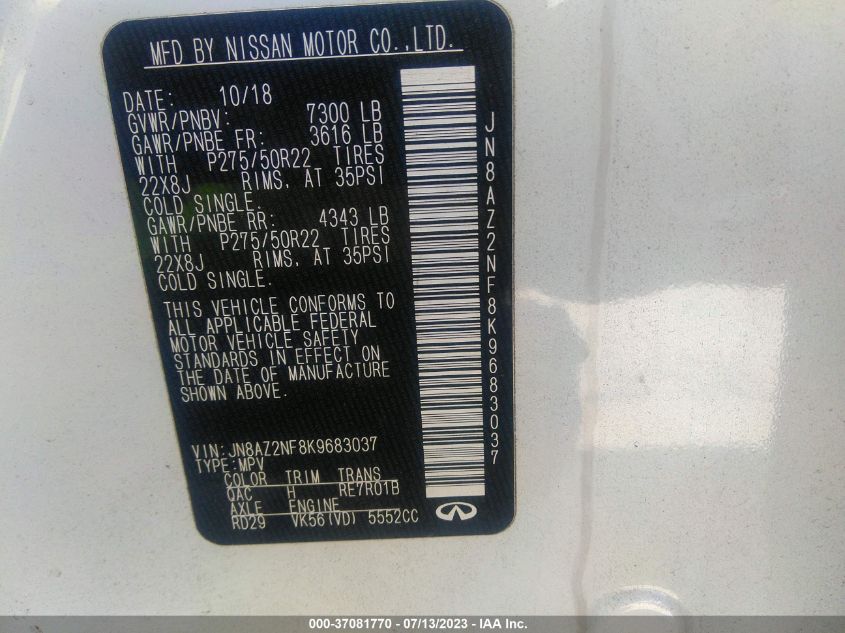 MFD BY NISSAN MOTOR CO.,LTD.
DATE: 10/18
GVWR/PNBV: 7300 LB
GAWR/PNBE FR: 3616 LB
WITH P275/50R22 TIRES
22X8J RIMS, AT 35PSI
COLD SINGLE.
GAWR/PNBE RR: 4343 LB
WITH P275/50R22 TIRES
22X8J RIMS, AT 35PSI
COLD SINGLE.
THIS VEHICLE CONFORMS TO
ALL APPLICABLE FEDERAL
MOTOR VEHICLE SAFETY
STANDARDS IN EFFECT ON
THE DATE OF MANUFACTURE
SHOWN ABOVE.
VIN:JN8AZ2NF8K9683037
TYPE:MPV
COLOR TRIM TRANS
QAC H RE7R01B
AXLE ENGINE
RD29 VK56(VD) 5552CC
JN8AZ2NF8K9683037
000-37081770 - 07/13/2023 - IAA Inc.